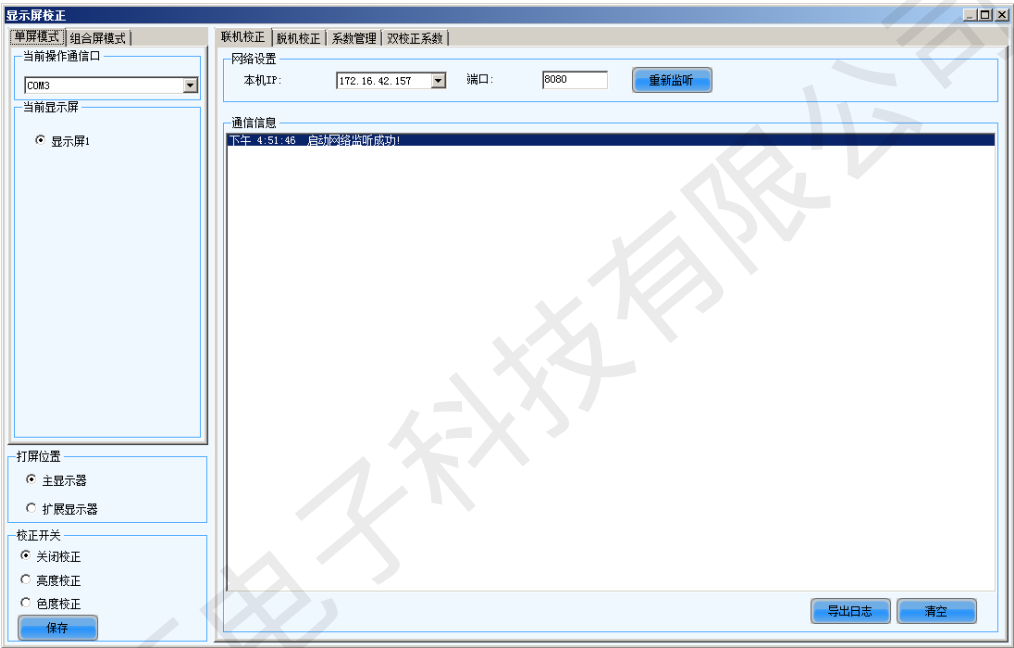 显示屏校正
单屏模式 组合屏模式
当前操作通信口
COM3
当前显示屏
显示屏1
打屏位置
主显示器
扩展显示器
校正开关
关闭校正
亮度校正
色度校正
保存
联机校正 脱机校正 系数管理 双校正系数
网络设置
本机IP: 172.16.42.157 端口: 8080 重新监听
通信信息
下午 4:51:46 启动网络监听成功!
导出日志 清空
电子科技有限公司